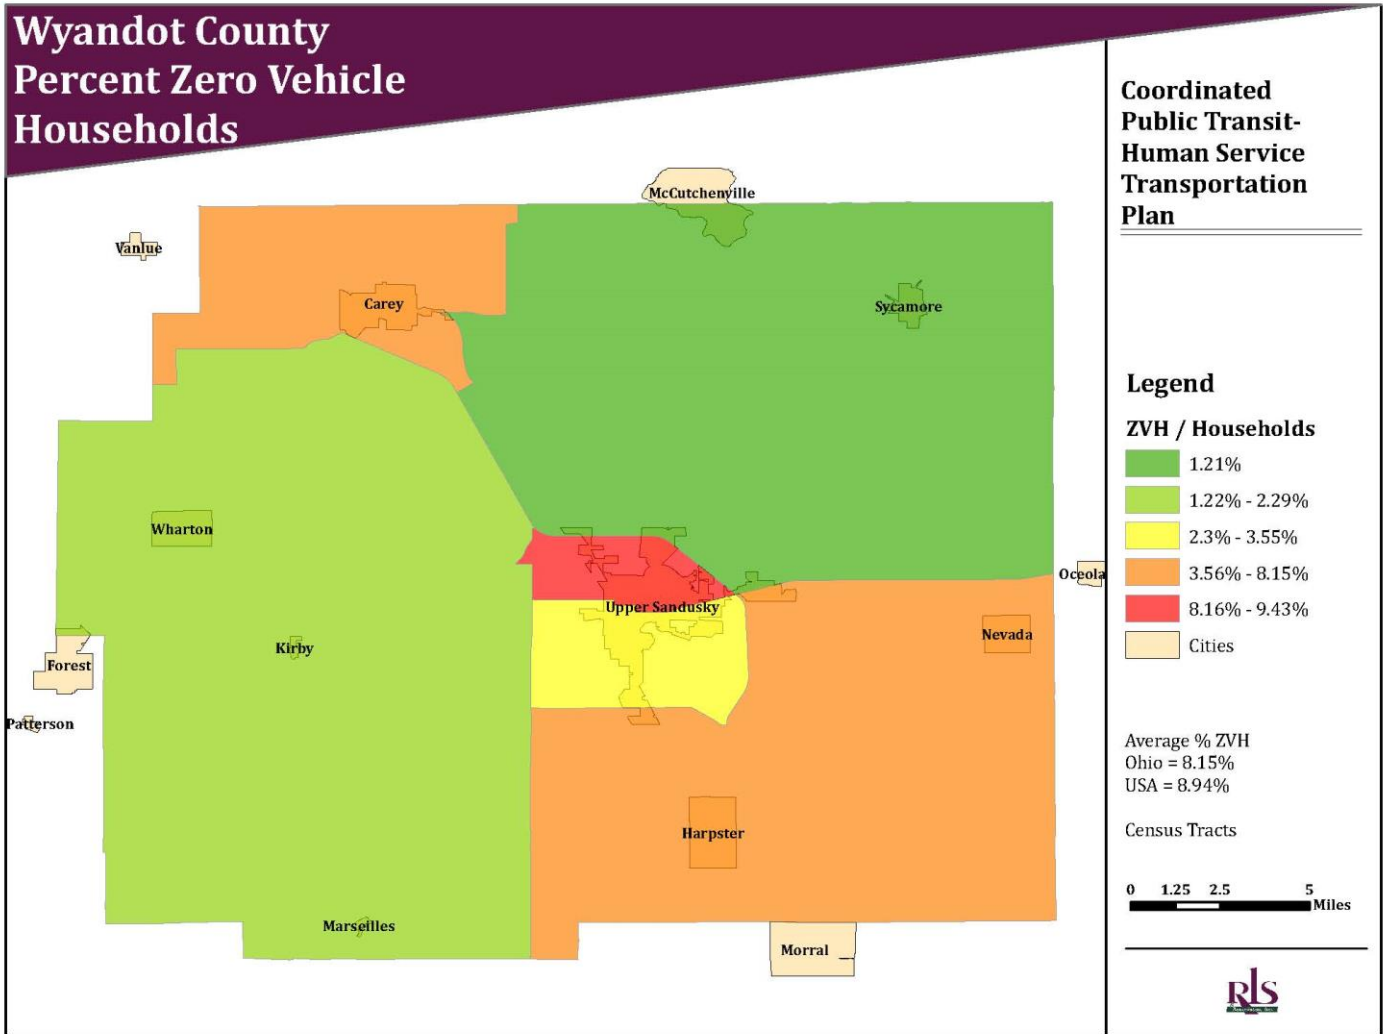 Wyandot County
Percent Zero Vehicle
Households
Coordinated
Public Transit-
Human Service
Transportation
Plan
McCutchenville
Vanlue
Carey
Sycamore
Wharton
Oceola
Upper Sandusky
Nevada
Kirby
Forest
Patterson
Harpster
Marseilles
Morral
Legend
ZVH / Households
1.21%
1.22% - 2.29%
2.3% - 3.55%
3.56% - 8.15%
8.16% - 9.43%
Cities
Average % ZVH
Ohio = 8.15%
USA = 8.94%
Census Tracts
0 1.25 2.5 5
Miles
RLS